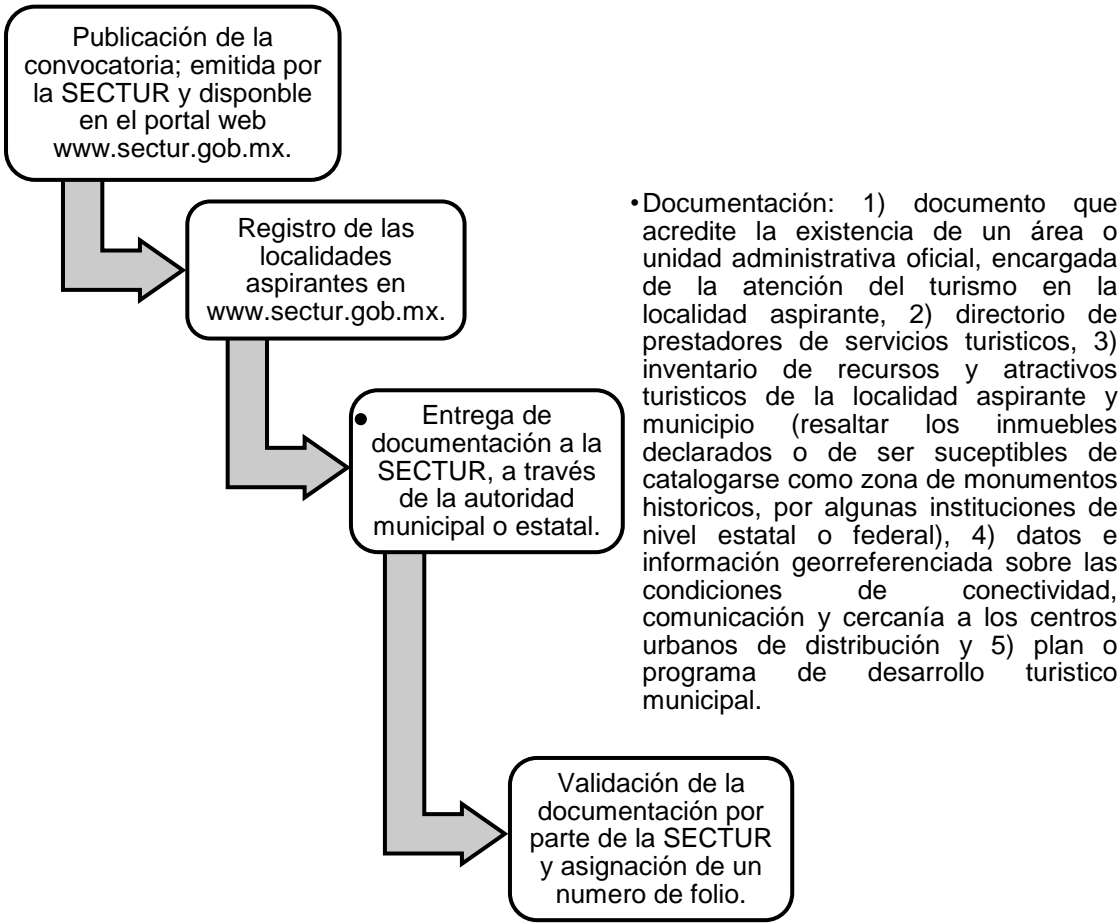 Publicación de la
convocatoria; emitida por
la SECTUR y disponble
en el portal web
www.sectur.gob.mx.
Registro de las
localidades
aspirantes en
www.sectur.gob.mx.
• Entrega de
documentación a la
SECTUR, a través
de la autoridad
municipal o estatal.
•Documentación: 1) documento que
acredite la existencia de un área o
unidad administrativa oficial, encargada
de la atención del turismo en la
localidad aspirante, 2) directorio de
prestadores de servicios turisticos, 3)
inventario de recursos y atractivos
turisticos de la localidad aspirante y
municipio (resaltar los inmuebles
declarados o de ser suceptibles de
catalogarse como zona de monumentos
historicos, por algunas instituciones de
nivel estatal o federal), 4) datos e
información georreferenciada sobre las
condiciones de conectividad,
comunicación y cercanía a los centros
urbanos de distribución y 5) plan o
programa de desarrollo turistico
municipal.
Validación de la
documentación por
parte de la SECTUR
y asignación de un
numero de folio.